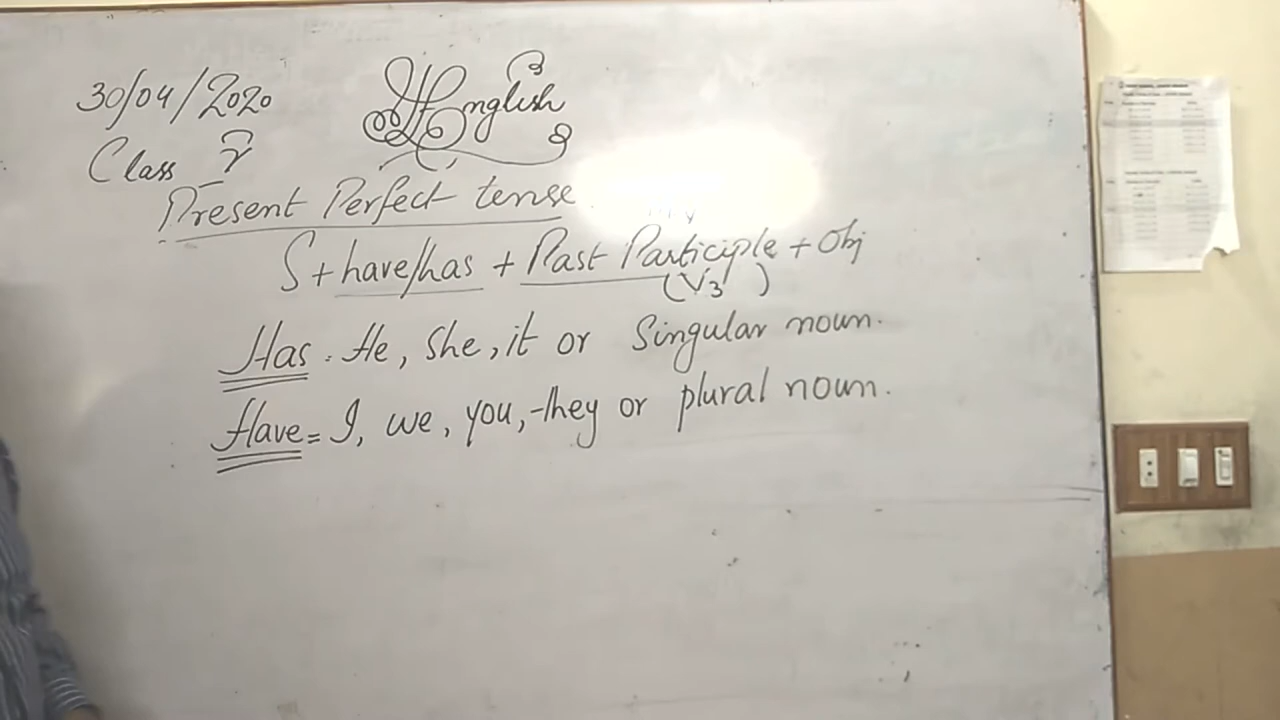 30/04/2020
English
Class
Present Perfect tense
S + have/has + Past Participle + Obj
(V3)
Has = He, She, it or Singular noun.
Have = I, we, you, they or plural noun.